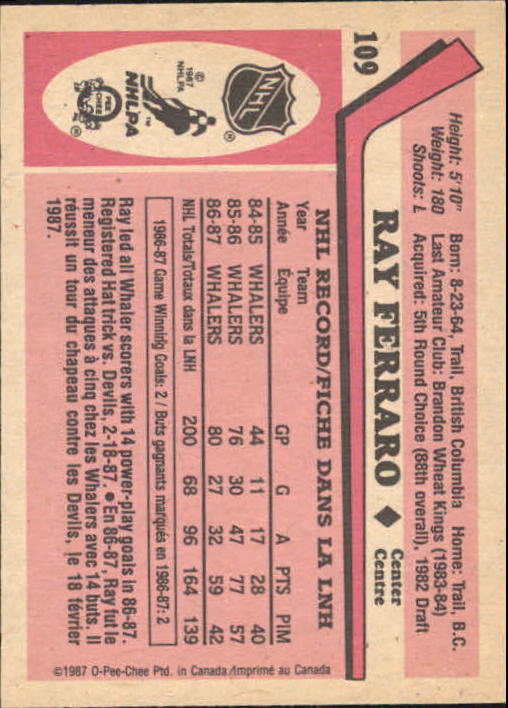 109
Height: 5'10" Born: 8-23-64, Trail, British Columbia Home: Trail, B.C.
Weight: 180 Last Amateur Club: Brandon Wheat Kings (1983-84)
Shoots: L Acquired: 5th Round Choice (88th overall), 1982 Draft
RAY FERRARO ◆ Center
Centre
NHL RECORD/FICHE DANS LA LNH
Year Team
Année Équipe GP G A PTS PIM
84-85 WHALERS 44 11 17 28 40
85-86 WHALERS 76 30 47 77 57
86-87 WHALERS 80 27 32 59 42
NHL Totals/Totaux dans la LNH 200 68 96 164 139
1986-87 Game Winning Goals: 2 / Buts gagnants marqués en 1986-87: 2
Ray led all Whaler scorers with 14 power-play goals in 86-87.
Registered Hat trick vs. Devils, 2-18-87. ● En 86-87, Ray fut le
meneur des attaques à cinq chez les Whalers avec 14 buts. Il
réussit un tour du chapeau contre les Devils, le 18 février
1987.
NHL
®
© 1987
NHLPA
™
NHLPA
O
PEE
CHEE
®
©1987 O-Pee-Chee Ptd. in Canada/Imprimé au Canada